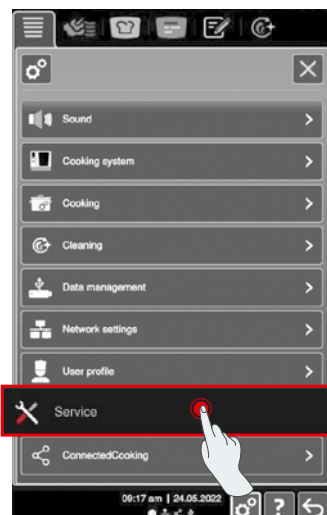 Sound
Cooking system
Cooking
Cleaning
Data management
Network settings
User profile
Service
ConnectedCooking
09:17 am | 24.05.2022
?